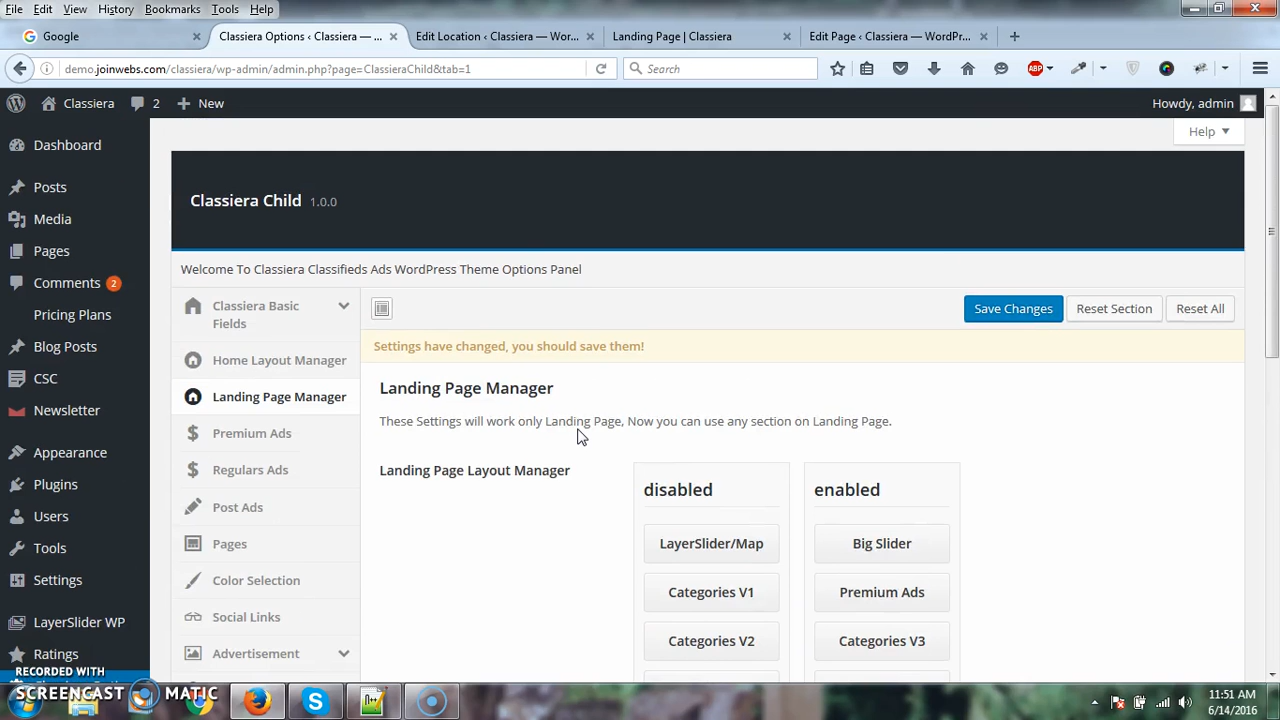 File Edit View History Bookmarks Tools Help
Google
Classiera Options ‹ Classiera — ...
Edit Location ‹ Classiera — Wor...
Landing Page | Classiera
Edit Page ‹ Classiera — WordPr...
demo.joinwebs.com/classiera/wp-admin/admin.php?page=ClassieraChild&tab=1
Search
ABP
Classiera 2 New
Howdy, admin
Help
Dashboard
Posts
Media
Pages
Comments 2
Pricing Plans
Blog Posts
CSC
Newsletter
Appearance
Plugins
Users
Tools
Settings
LayerSlider WP
Ratings
Classiera Child 1.0.0
Welcome To Classiera Classifieds Ads WordPress Theme Options Panel
Classiera Basic
Fields
Home Layout Manager
Landing Page Manager
Premium Ads
Regulars Ads
Post Ads
Pages
Color Selection
Social Links
Advertisement
Save Changes
Reset Section
Reset All
Settings have changed, you should save them!
Landing Page Manager
These Settings will work only Landing Page, Now you can use any section on Landing Page.
Landing Page Layout Manager
disabled
LayerSlider/Map
Categories V1
Categories V2
enabled
Big Slider
Premium Ads
Categories V3
RECORDED WITH
SCREENCAST MATIC
11:51 AM
6/14/2016